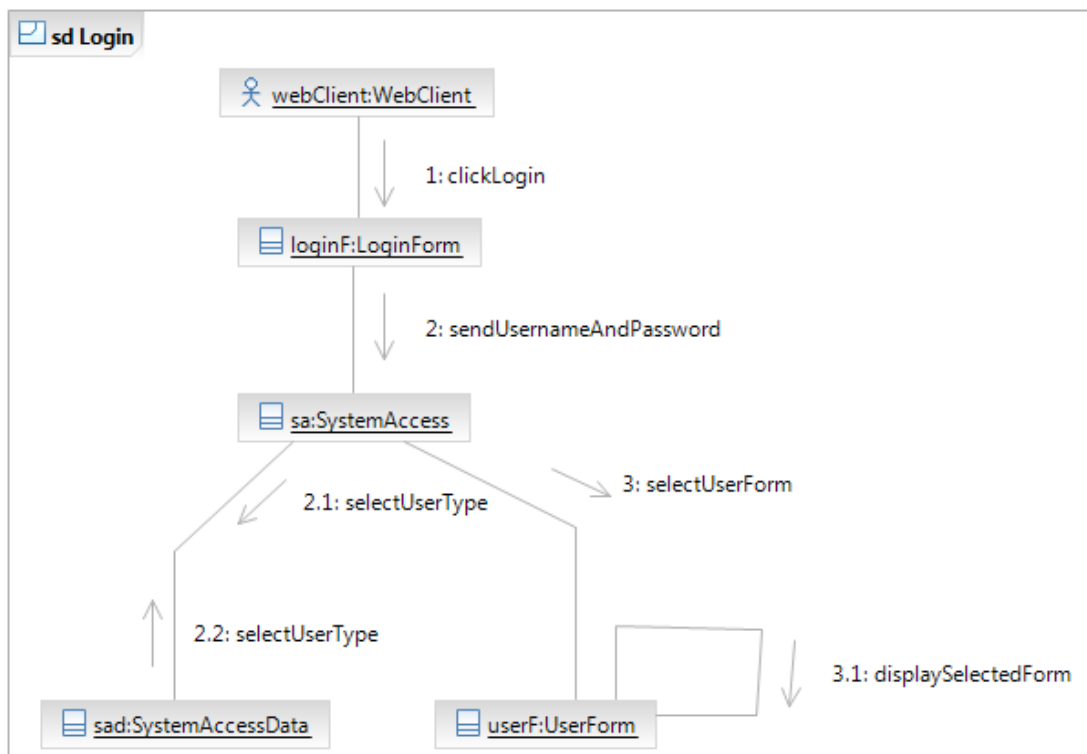 sd Login
webClient:WebClient
1: clickLogin
loginF:LoginForm
2: sendUsernameAndPassword
sa:SystemAccess
3: selectUserForm
2.1: selectUserType
2.2: selectUserType
3.1: displaySelectedForm
sad:SystemAccessData
userF:UserForm